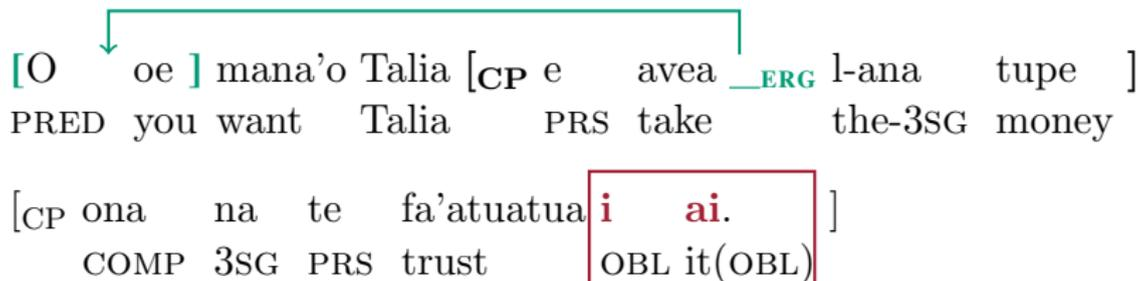 [O oe ] mana'o Talia [CP e avea __ERG l-ana tupe ]
PRED you want Talia PRS take the-3SG money
[CP ona na te fa'atuatua i ai. ]
COMP 3SG PRS trust OBL it(OBL)